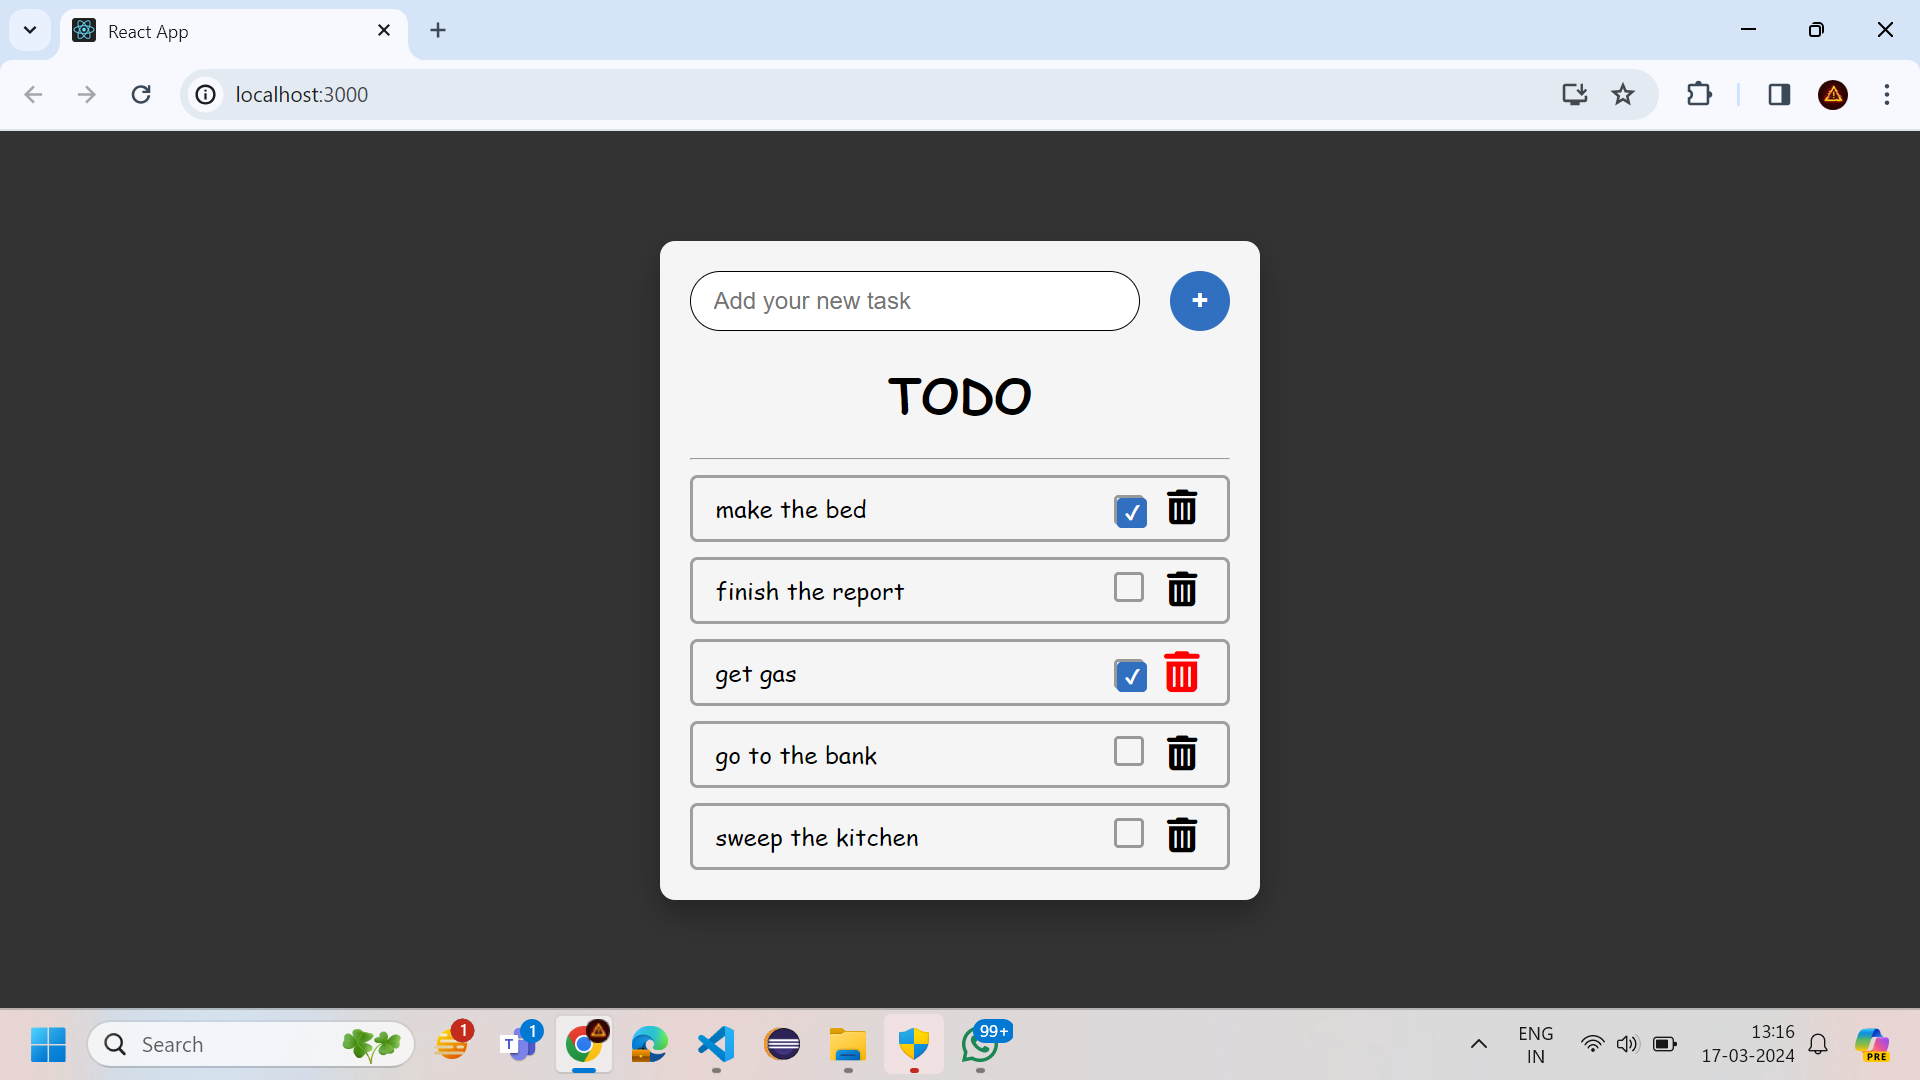 React App
localhost:3000
Add your new task
+
TODO
make the bed
finish the report
get gas
go to the bank
sweep the kitchen
Search
1
T
1
99+
ENG
IN
13:16
17-03-2024
PRE